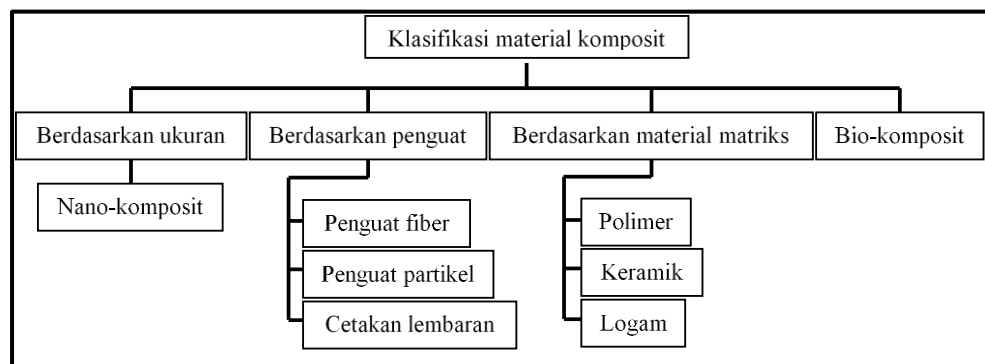 Klasifikasi material komposit
Berdasarkan ukuran
Berdasarkan penguat
Berdasarkan material matriks
Bio-komposit
Nano-komposit
Penguat fiber
Penguat partikel
Cetakan lembaran
Polimer
Keramik
Logam